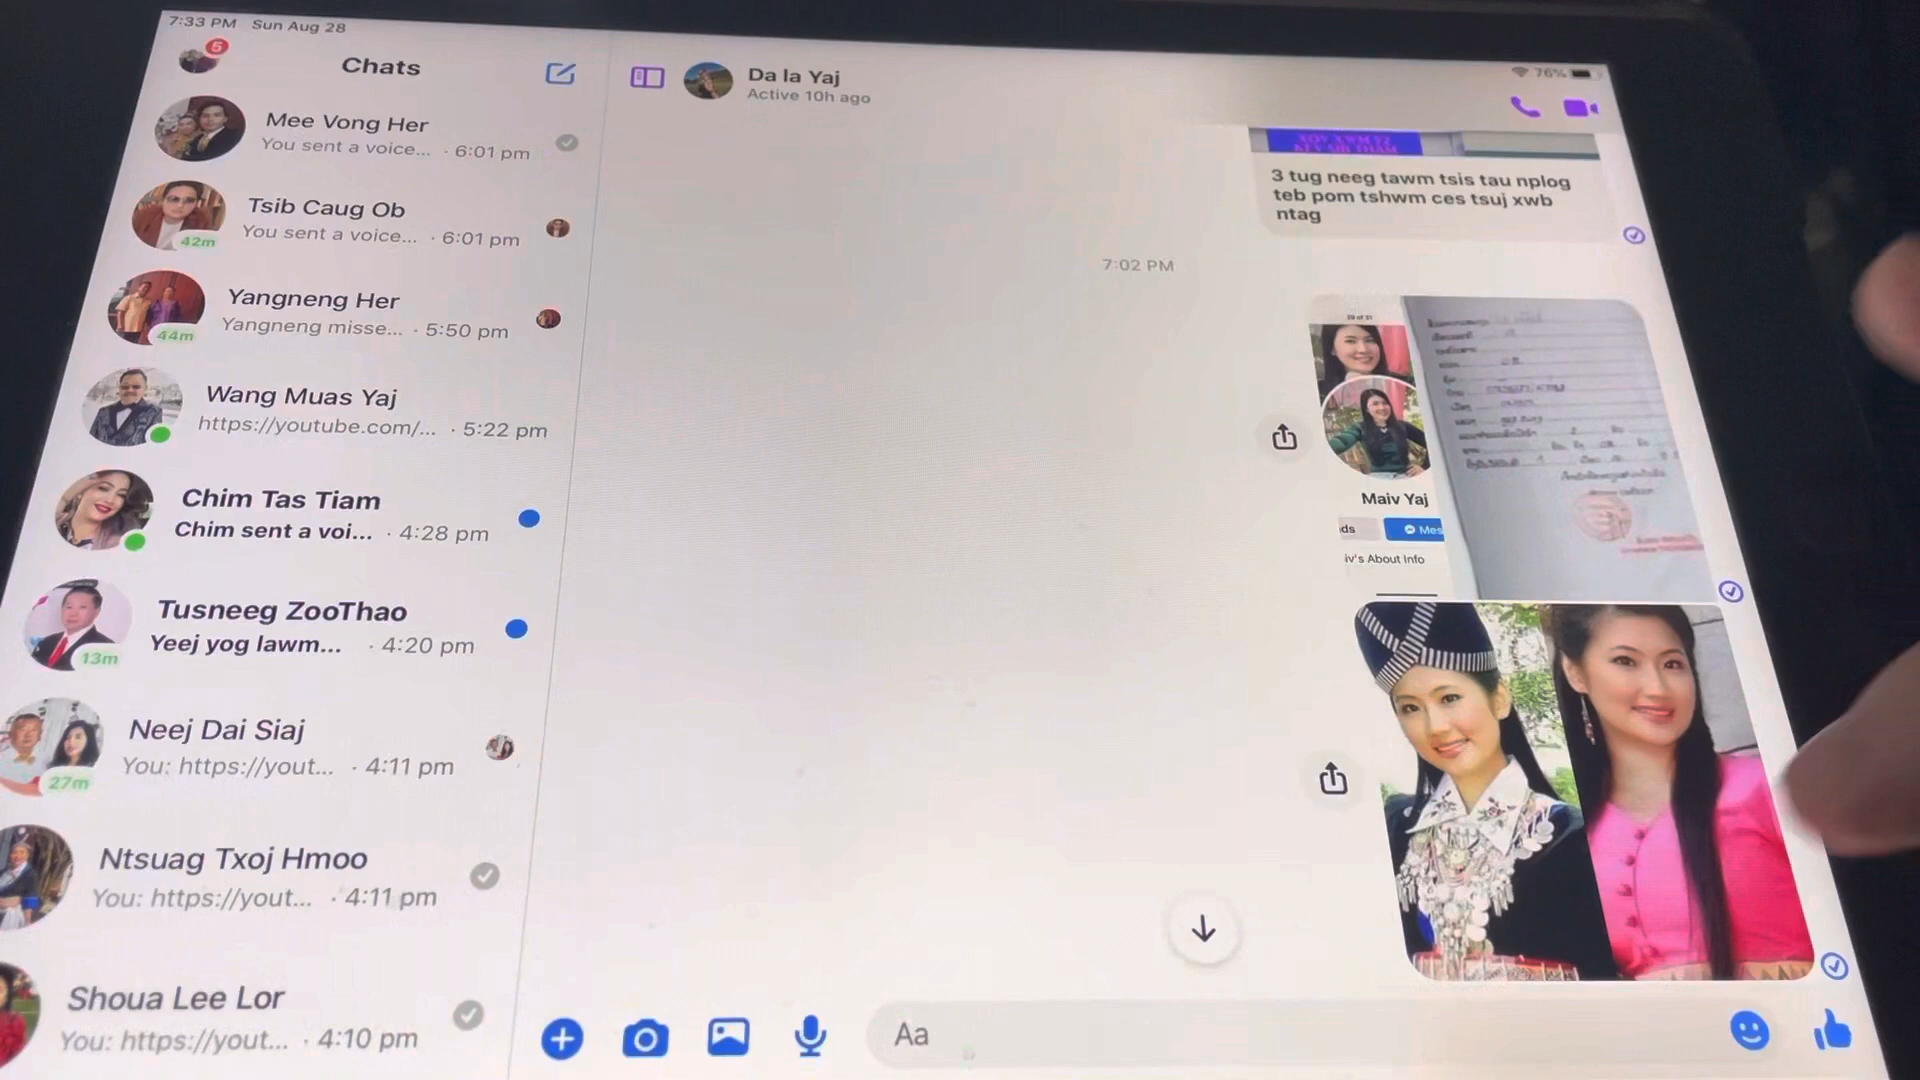 7:33 PM Sun Aug 28
76%
5
Chats
Mee Vong Her
You sent a voice... · 6:01 pm
Tsib Caug Ob
You sent a voice... · 6:01 pm
42m
Yangneng Her
Yangneng misse... · 5:50 pm
44m
Wang Muas Yaj
https://youtube.com/... · 5:22 pm
Chim Tas Tiam
Chim sent a voi... · 4:28 pm
Tusneeg ZooThao
Yeej yog lawm... · 4:20 pm
13m
Neej Dai Siaj
You: https://yout... · 4:11 pm
27m
Ntsuag Txoj Hmoo
You: https://yout... · 4:11 pm
Shoua Lee Lor
You: https://yout... · 4:10 pm
Da la Yaj
Active 10h ago
3 tug neeg tawm tsis tau nplog
teb pom tshwm ces tsuj xwb
ntag
7:02 PM
Maiv Yaj
ds
Mes
iv's About Info
Aa